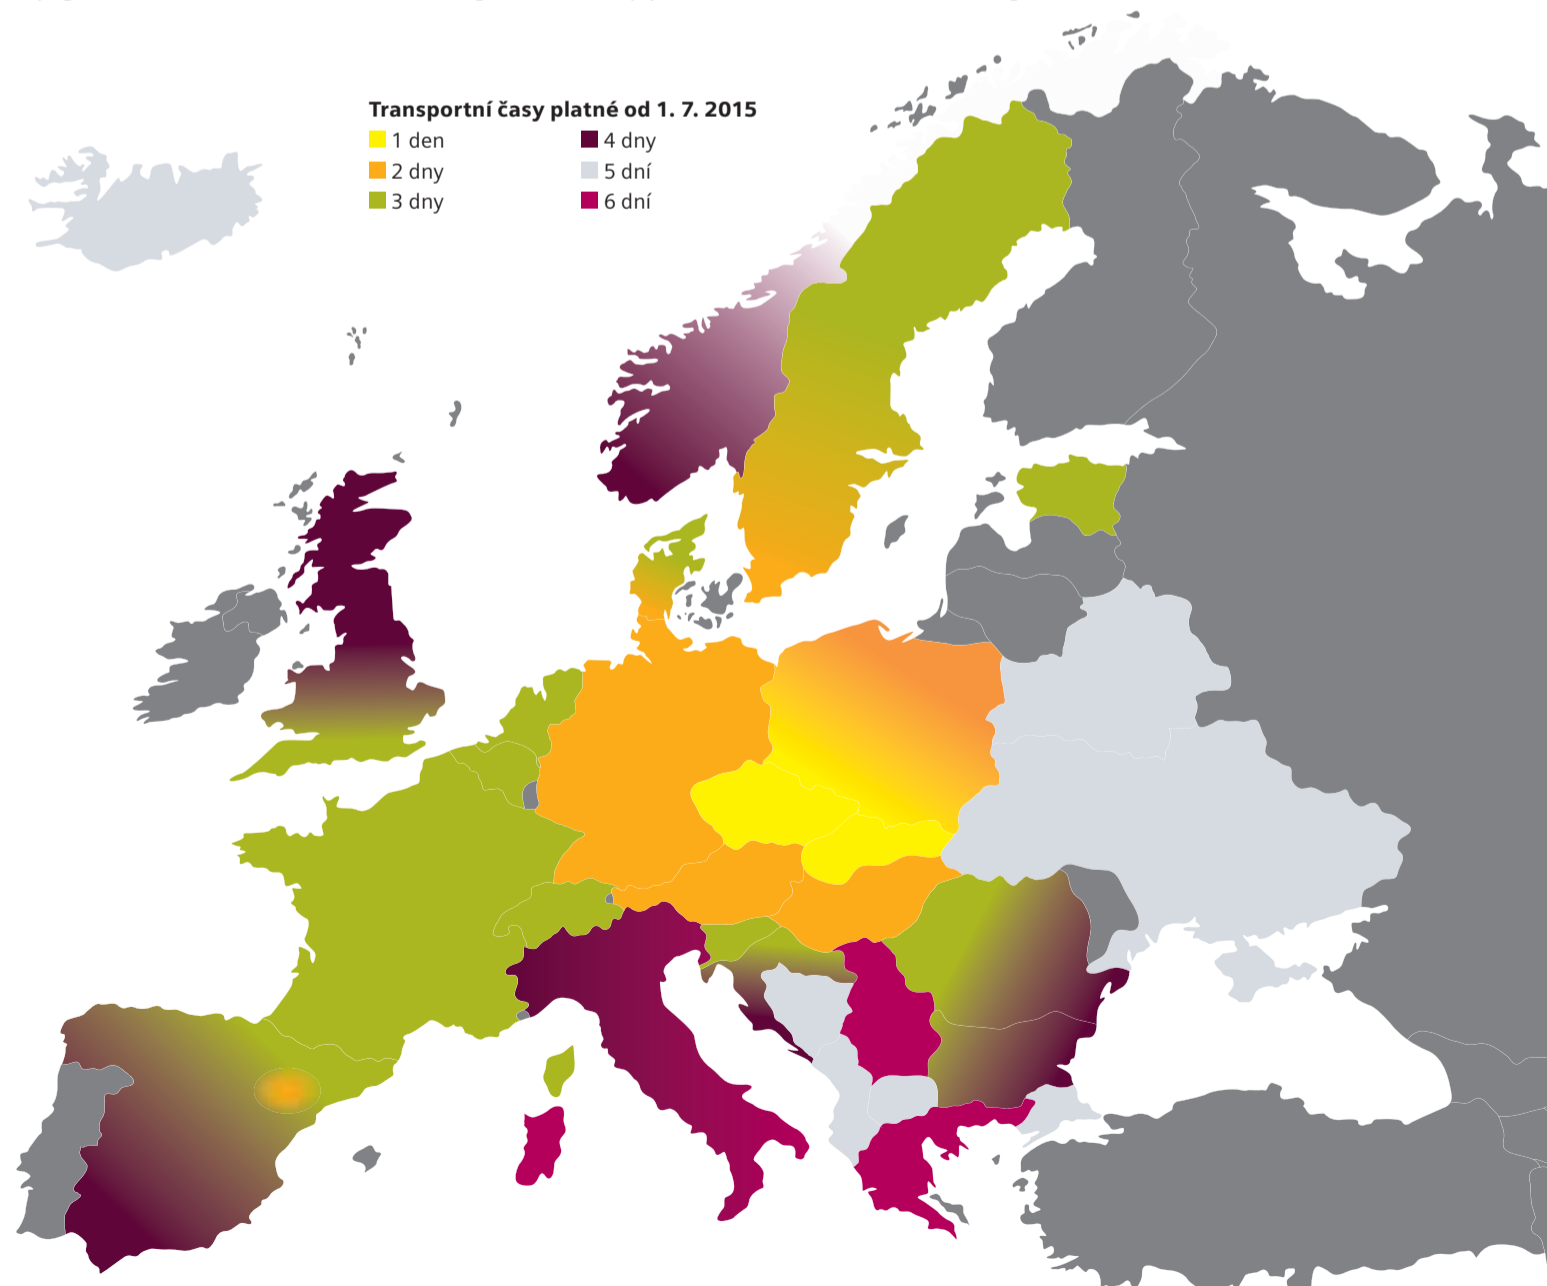 Transportní časy platné od 1. 7. 2015
1 den
2 dny
3 dny
4 dny
5 dní
6 dní